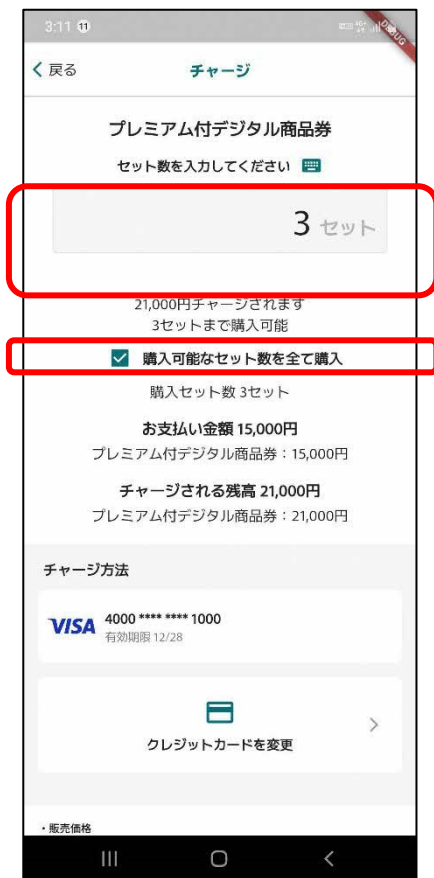 3:11
DEBUG
戻る
チャージ
プレミアム付デジタル商品券
セット数を入力してください
3 セット
21,000円チャージされます
3セットまで購入可能
購入可能なセット数を全て購入
購入セット数 3セット
お支払い金額 15,000円
プレミアム付デジタル商品券：15,000円
チャージされる残高 21,000円
プレミアム付デジタル商品券：21,000円
チャージ方法
VISA 4000 **** **** 1000
有効期限 12/28
クレジットカードを変更
・販売価格